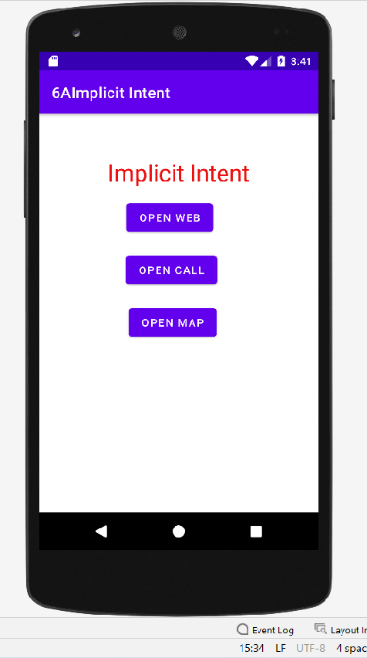 3:41
6AImplicit Intent
Implicit Intent
OPEN WEB
OPEN CALL
OPEN MAP
Event Log Layout In
15:34 LF UTF-8 4 spac